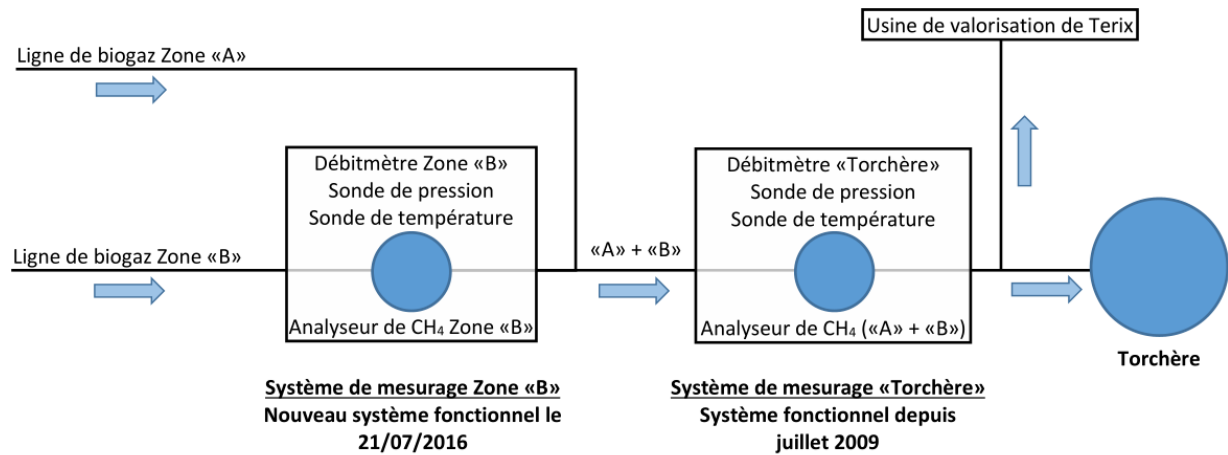 Usine de valorisation de Terix
Ligne de biogaz Zone «A»
Débitmètre Zone «B»
Sonde de pression
Sonde de température
Débitmètre «Torchère»
Sonde de pression
Sonde de température
«A» + «B»
Ligne de biogaz Zone «B»
Analyseur de CH₄ Zone «B»
Analyseur de CH₄ («A» + «B»)
Torchère
Système de mesurage Zone «B»
Nouveau système fonctionnel le
21/07/2016
Système de mesurage «Torchère»
Système fonctionnel depuis
juillet 2009